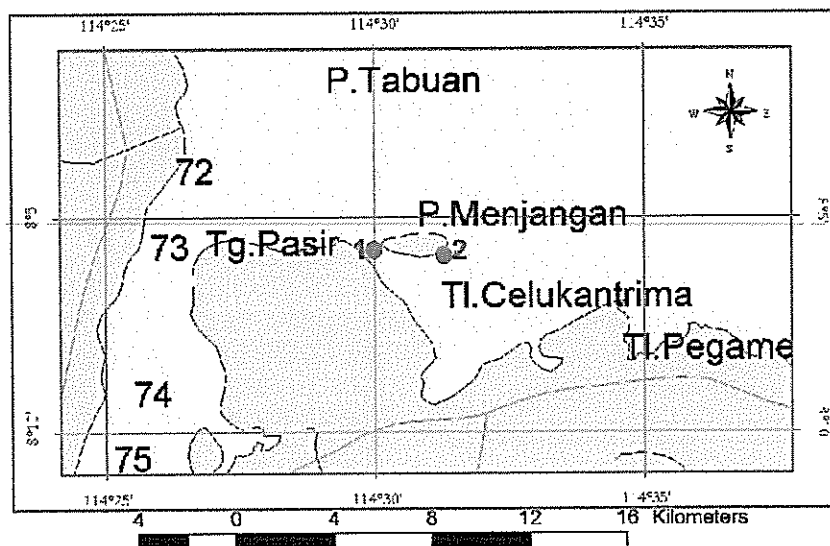 114°25' 114°30' 114°35'
P.Tabuan
N
W E
S
72
P.Menjangan
73 Tg.Pasir 1 2
Tl.Celukantrima
Tl.Pegame
74
75
114°25' 114°30' 114°35'
4 0 4 8 12 16 Kilometers